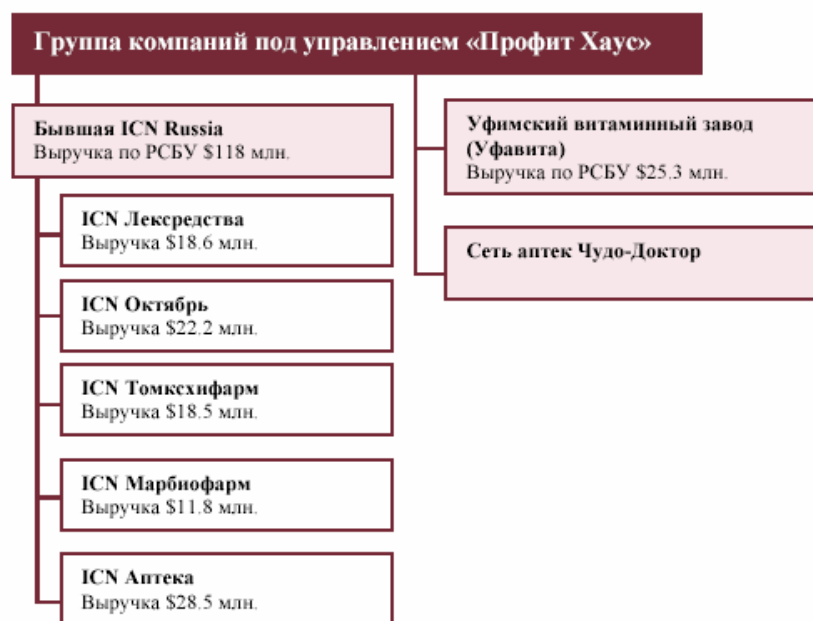 Группа компаний под управлением «Профит Хаус»
Бывшая ICN Russia
Выручка по РСБУ $118 млн.
ICN Лексредства
Выручка $18.6 млн.
ICN Октябрь
Выручка $22.2 млн.
ICN Томксхифарм
Выручка $18.5 млн.
ICN Марбиофарм
Выручка $11.8 млн.
ICN Аптека
Выручка $28.5 млн.
Уфимский витаминный завод
(Уфавита)
Выручка по РСБУ $25.3 млн.
Сеть аптек Чудо-Доктор